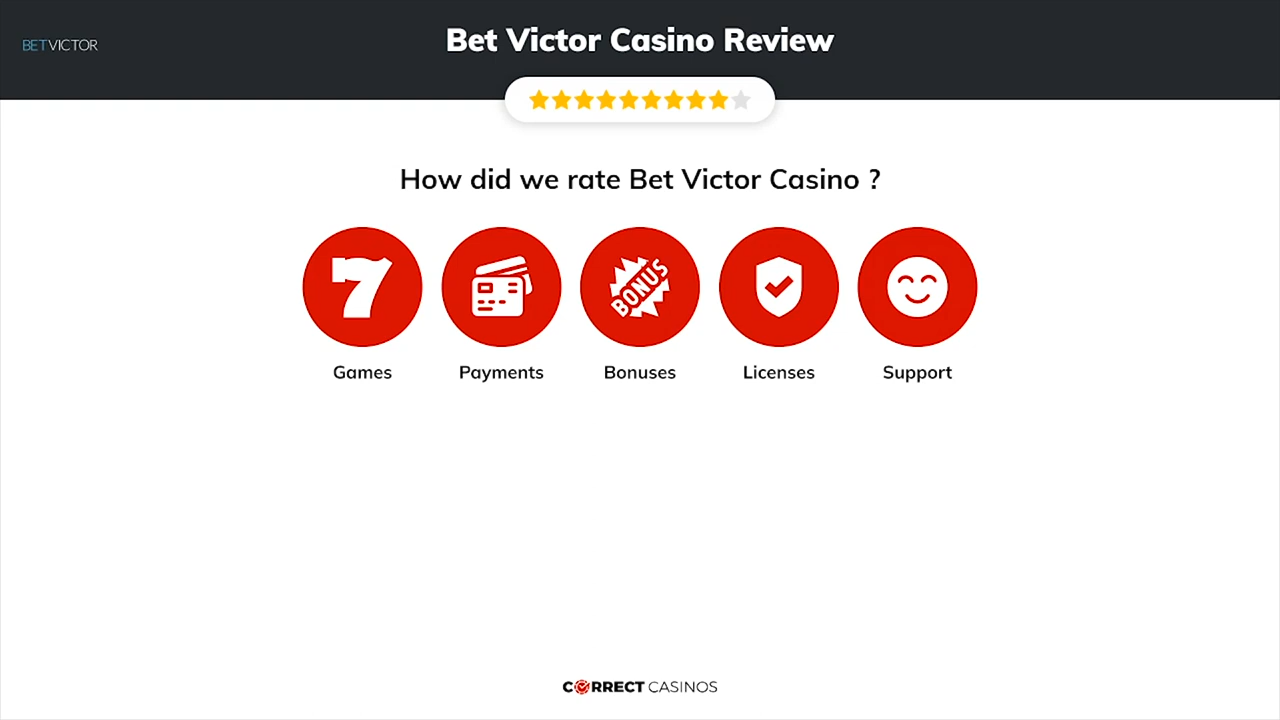 BETVICTOR
Bet Victor Casino Review
How did we rate Bet Victor Casino ?
7
BONUS
Games Payments Bonuses Licenses Support
CORRECT CASINOS